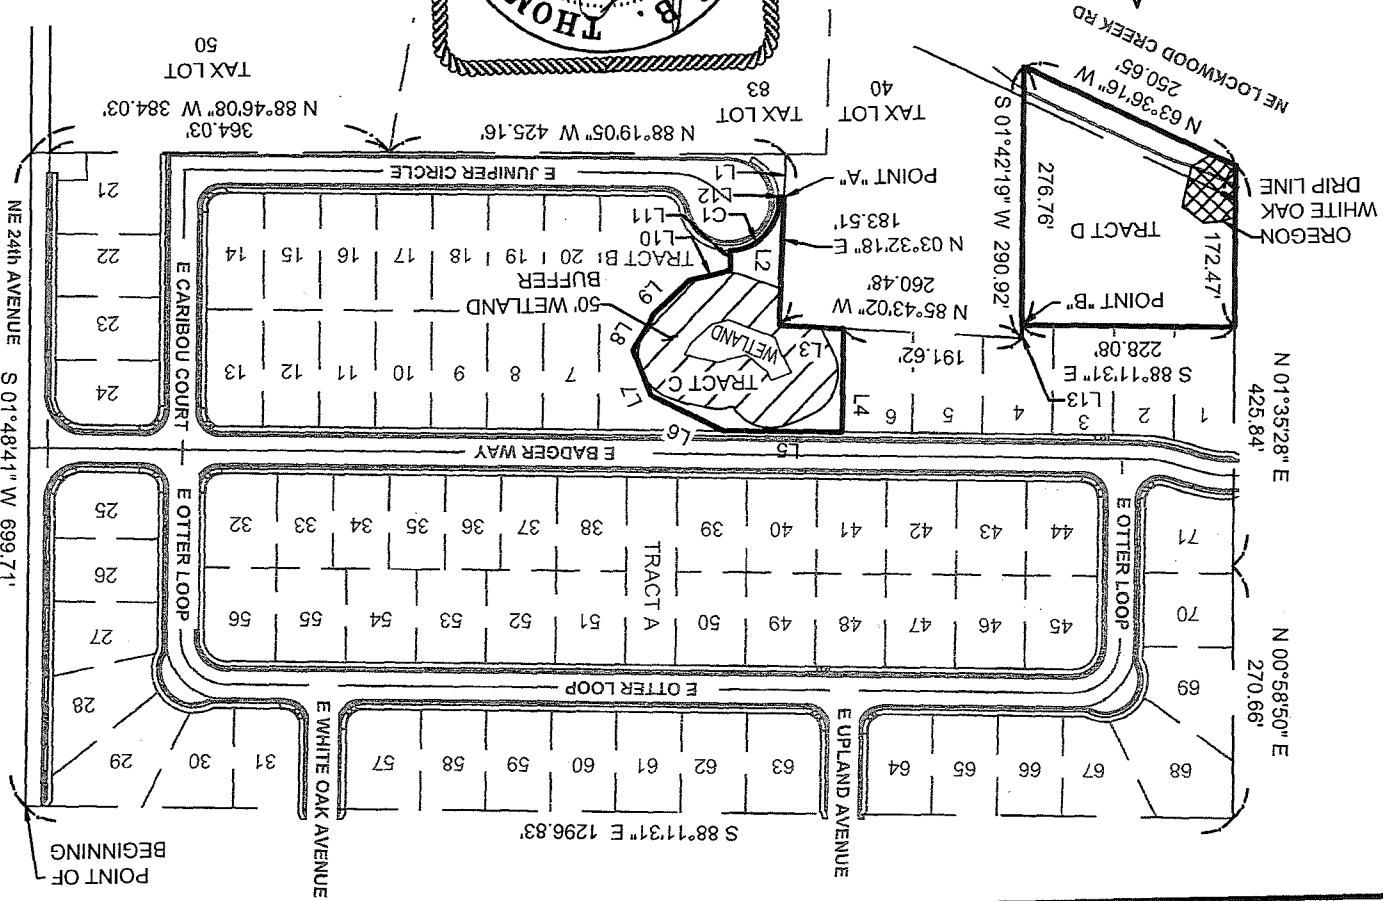 THOM
B.
TAX LOT
50
N 88°46'08" W 384.03'
364.03'
TAX LOT
83
TAX LOT
40
N 88°19'05" W 425.16'
NE LOCKWOOD CREEK RD
N 63°36'16" W
250.65'
S 01°42'19" W 290.92'
276.76'
172.47'
OREGON
WHITE OAK
DRIP LINE
TRACT D
POINT "B"
228.08'
S 88°11'31" E
L13
POINT "A"
N 03°32'18" E
183.51'
N 85°43'02" W
260.48'
191.62'
L1
L12
C1
L11
L10
L2
L9
L8
L7
L6
L5
L4
L3
E JUNIPER CIRCLE
TRACT B
50' WETLAND
BUFFER
WETLAND
TRACT C
21
22
23
24
14
15
16
17
18
19
20
13
12
11
10
9
8
7
6
5
4
3
2
1
E CARIBOU COURT
NE 24th AVENUE
S 01°48'41" W 699.71'
N 01°35'28" E
425.84'
E BADGER WAY
E OTTER LOOP
25
26
27
28
29
30
31
32
33
34
35
36
37
38
39
40
41
42
43
44
TRACT A
56
55
54
53
52
51
50
49
48
47
46
45
E OTTER LOOP
71
70
69
68
N 00°58'50" E
270.66'
E OTTER LOOP
E WHITE OAK AVENUE
57
58
59
60
61
62
63
E UPLAND AVENUE
64
65
66
67
S 88°11'31" E 1296.83'
POINT OF
BEGINNING